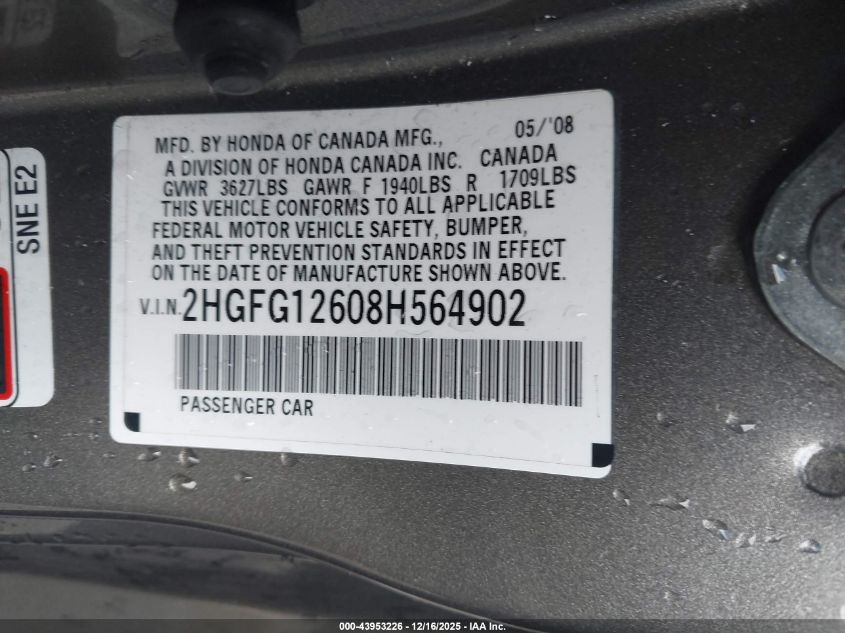 MFD. BY HONDA OF CANADA MFG., 05/'08
A DIVISION OF HONDA CANADA INC. CANADA
GVWR 3627LBS GAWR F 1940LBS R 1709LBS
THIS VEHICLE CONFORMS TO ALL APPLICABLE
FEDERAL MOTOR VEHICLE SAFETY, BUMPER,
AND THEFT PREVENTION STANDARDS IN EFFECT
ON THE DATE OF MANUFACTURE SHOWN ABOVE.
V.I.N. 2HGFG12608H564902
PASSENGER CAR
SNE E2
000-43953226 - 12/16/2025 - IAA Inc.